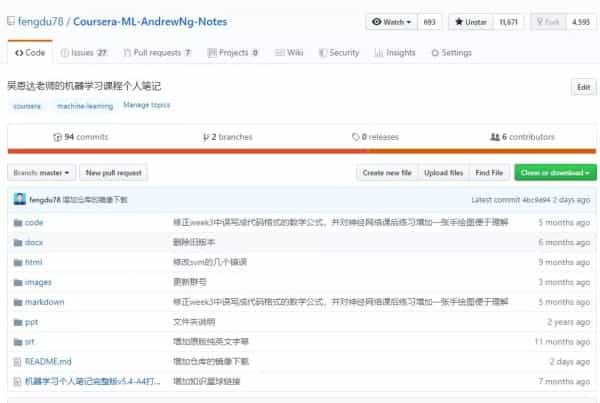 fengdu78 / Coursera-ML-AndrewNg-Notes
Watch 693 Unstar 11,671 Fork 4,595
Code Issues 27 Pull requests 7 Projects 0 Wiki Security Insights Settings
吴恩达老师的机器学习课程个人笔记 Edit
coursera machine-learning Manage topics
94 commits 2 branches 0 releases 6 contributors
Branch: master New pull request Create new file Upload files Find File Clone or download
fengdu78 增加仓库的镜像下载 Latest commit 4bc9d94 2 days ago
code 修正week3中误写成代码格式的数学公式，并对神经网络课后练习增加一张手绘图便于理解 5 months ago
docx 删除旧版本 6 months ago
html 修改svm的几个错误 9 months ago
images 更新群号 3 months ago
markdown 修正week3中误写成代码格式的数学公式，并对神经网络课后练习增加一张手绘图便于理解 5 months ago
ppt 文件夹说明 2 years ago
srt 增加原版纯英文字幕 11 months ago
README.md 增加仓库的镜像下载 2 days ago
机器学习个人笔记完整版v5.4-A4打... 增加知识星球链接 7 months ago